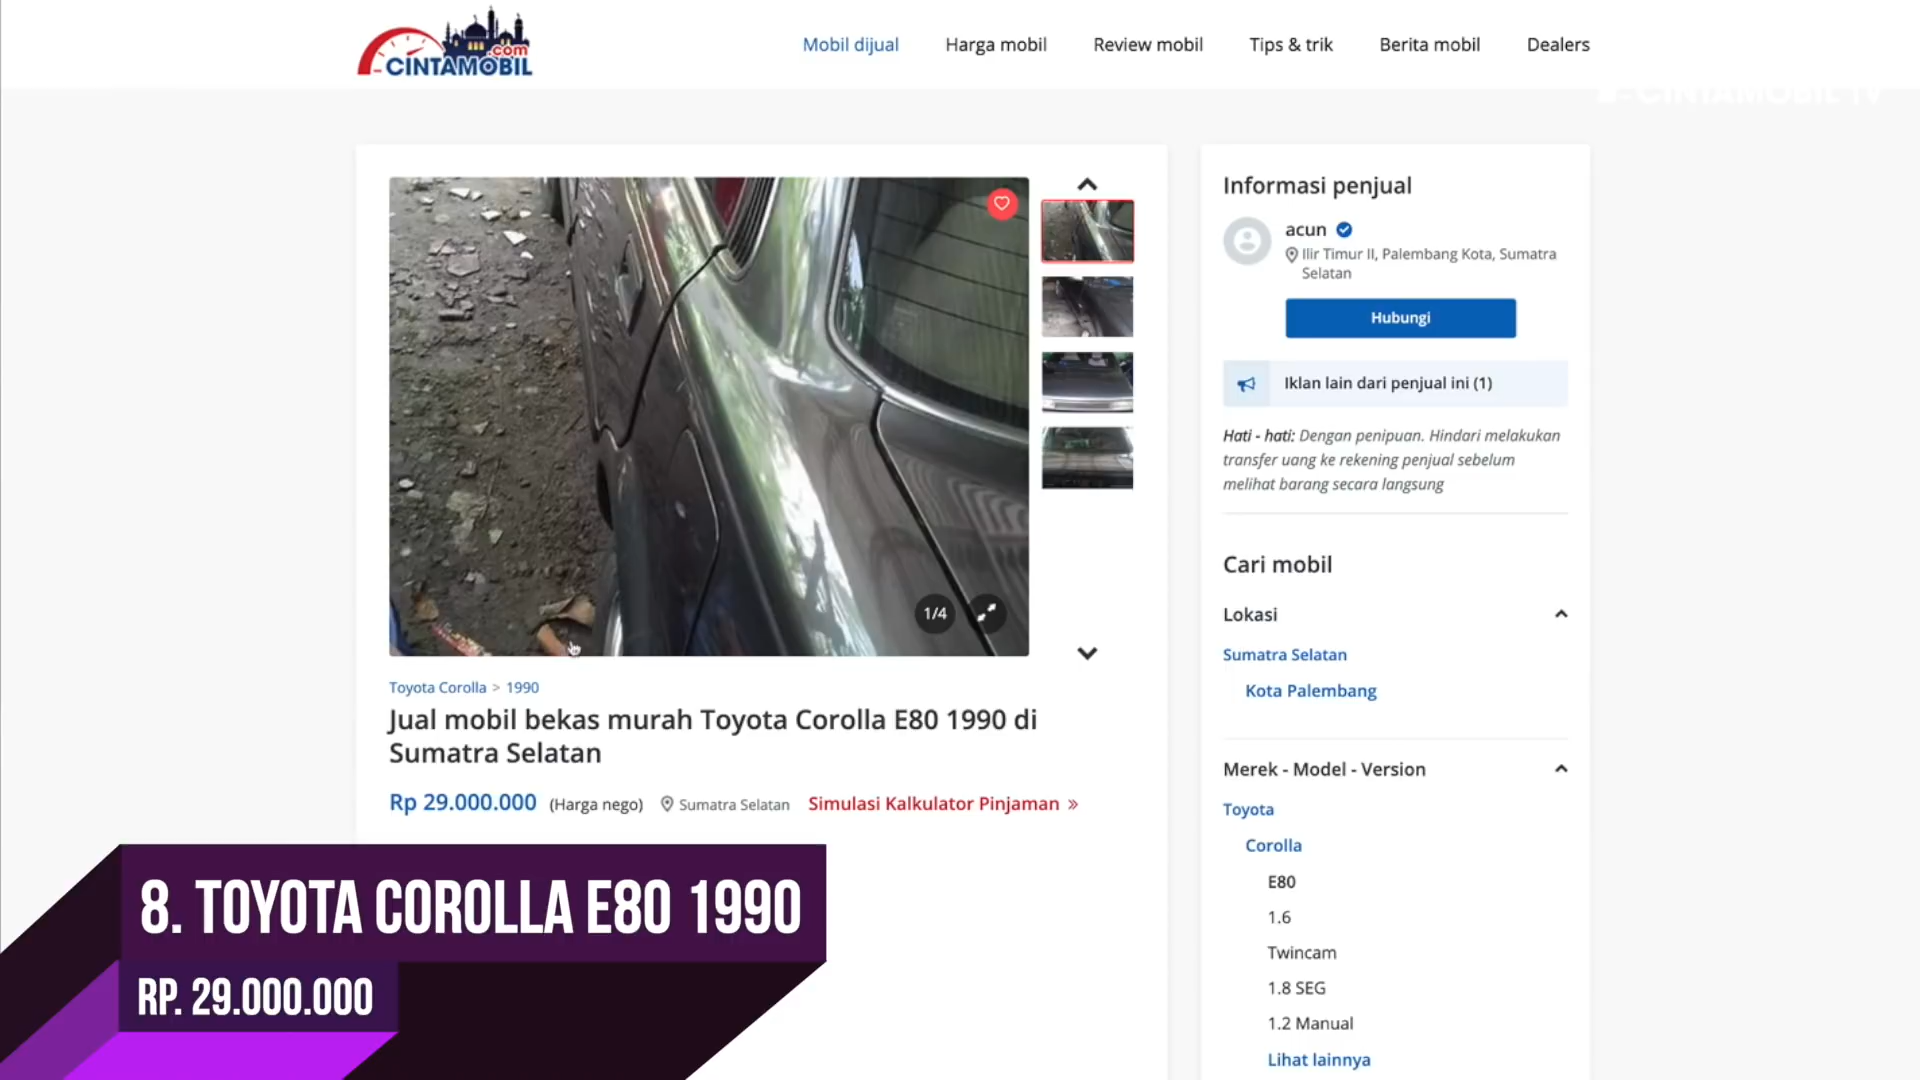 .com
CINTAMOBIL
Mobil dijual
Harga mobil
Review mobil
Tips & trik
Berita mobil
Dealers
CINTAMOBIL TV
1/4
Toyota Corolla > 1990
Jual mobil bekas murah Toyota Corolla E80 1990 di
Sumatra Selatan
Rp 29.000.000 (Harga nego) Sumatra Selatan Simulasi Kalkulator Pinjaman »
8. TOYOTA COROLLA E80 1990
RP. 29.000.000
Informasi penjual
acun
Ilir Timur II, Palembang Kota, Sumatra
Selatan
Hubungi
Iklan lain dari penjual ini (1)
Hati - hati: Dengan penipuan. Hindari melakukan
transfer uang ke rekening penjual sebelum
melihat barang secara langsung
Cari mobil
Lokasi
Sumatra Selatan
Kota Palembang
Merek - Model - Version
Toyota
Corolla
E80
1.6
Twincam
1.8 SEG
1.2 Manual
Lihat lainnya